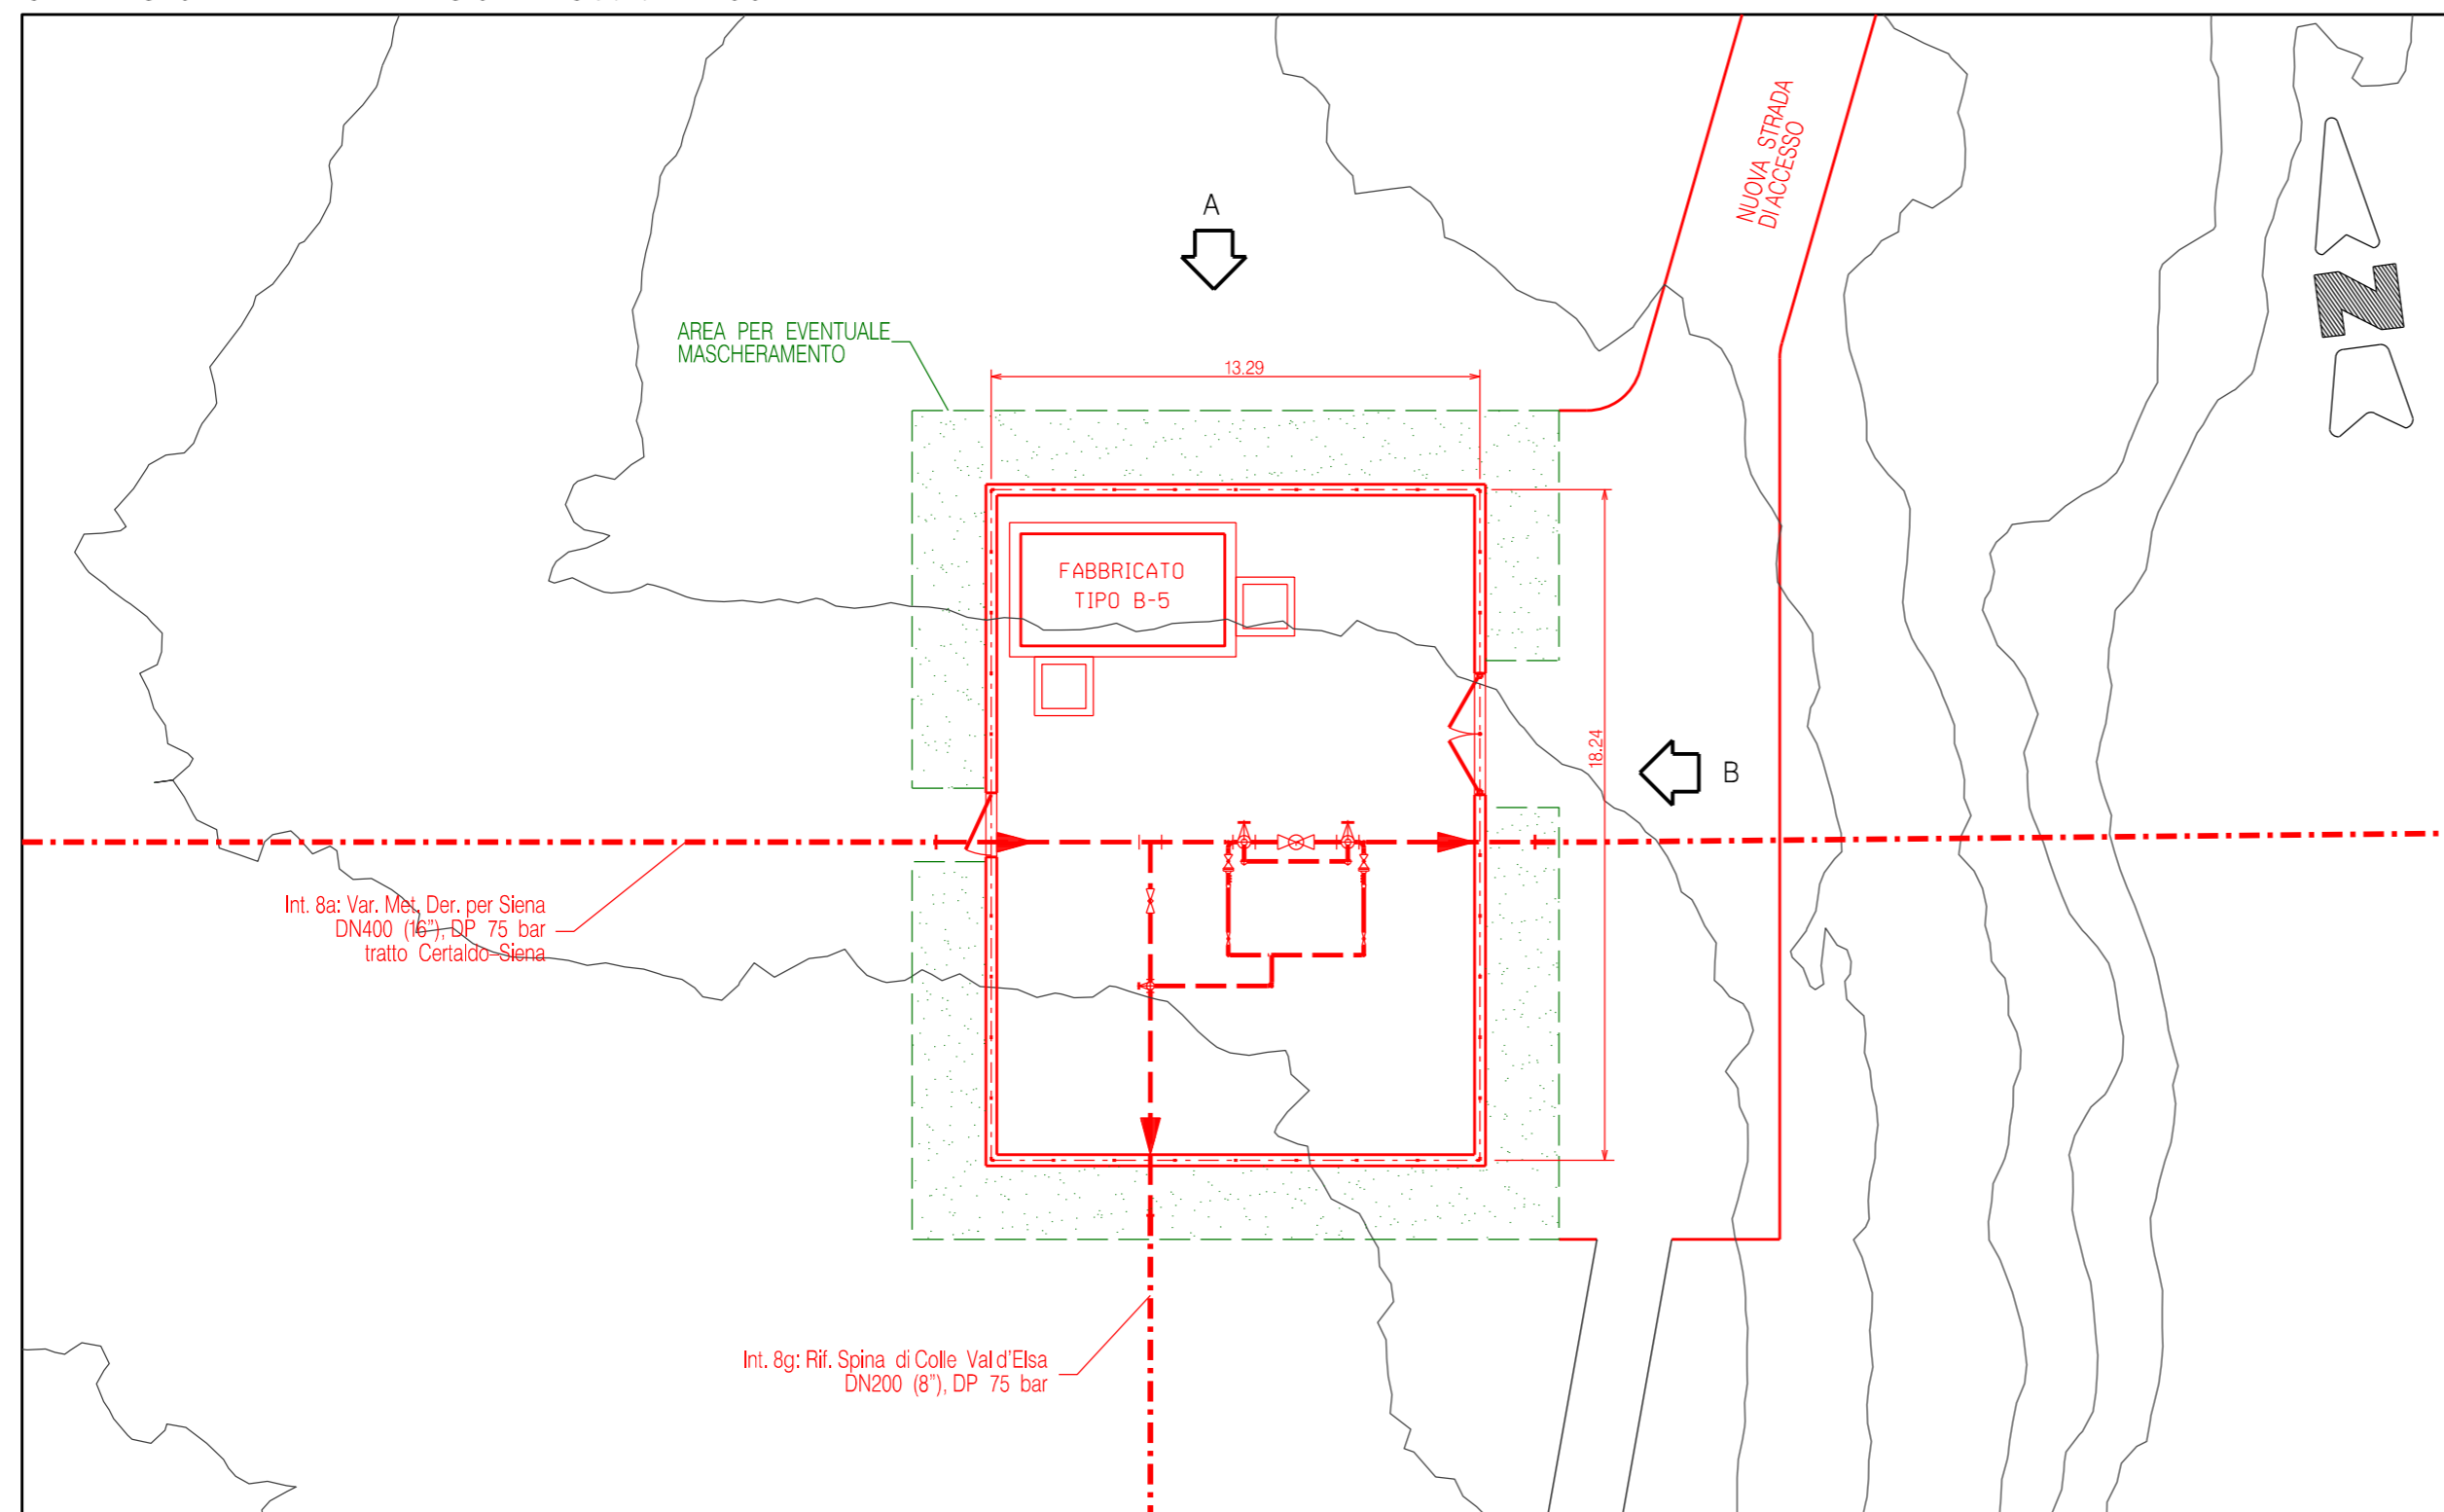 NUOVA STRADA
DI ACCESSO
A
AREA PER EVENTUALE
MASCHERAMENTO
13.29
N
FABBRICATO
TIPO B-5
18.24
B
Int. 8a: Var. Met. Der. per Siena
DN400 (16"), DP 75 bar
tratto Certaldo-Siena
Int. 8g: Rif. Spina di Colle Val d'Elsa
DN200 (8"), DP 75 bar